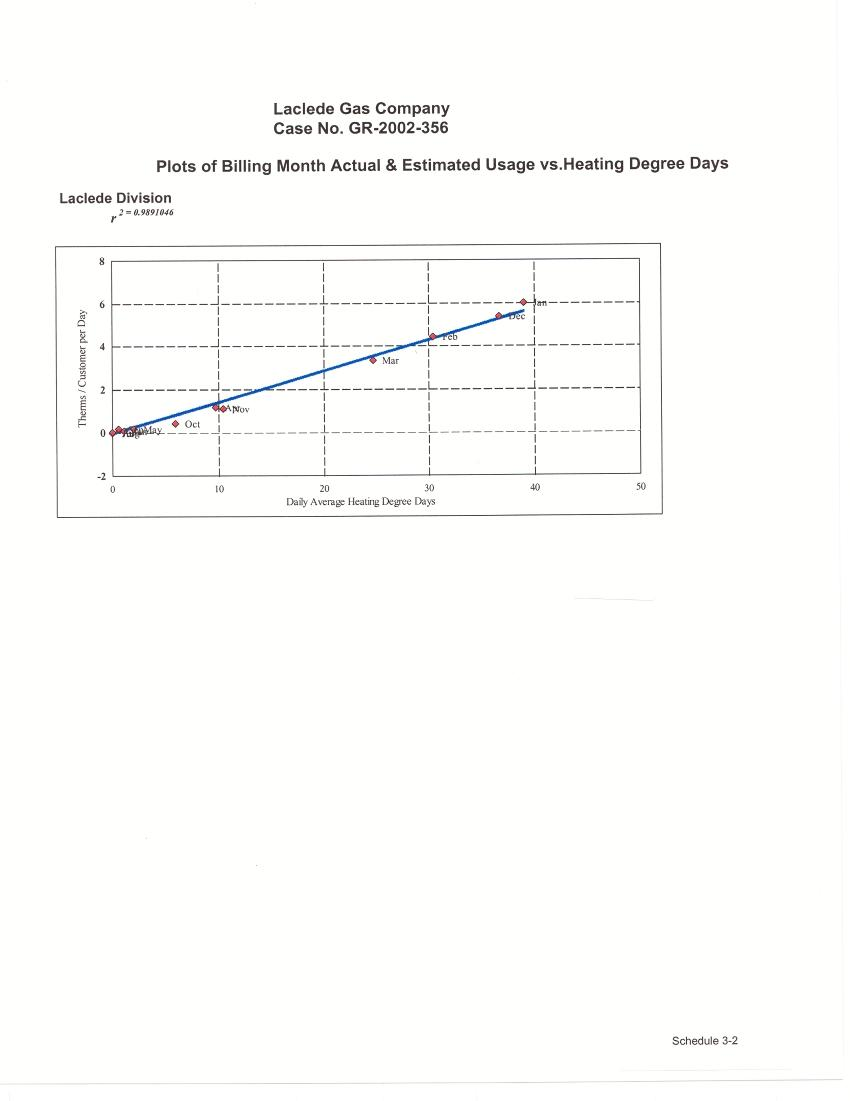 Laclede Gas Company
Case No. GR-2002-356
Plots of Billing Month Actual & Estimated Usage vs.Heating Degree Days
Laclede Division
r 2 = 0.9891046
8
6
4
2
0
-2
Therms / Customer per Day
Jan
Dec
Feb
Mar
Nov
Oct
May
0 10 20 30 40 50
Daily Average Heating Degree Days
Schedule 3-2